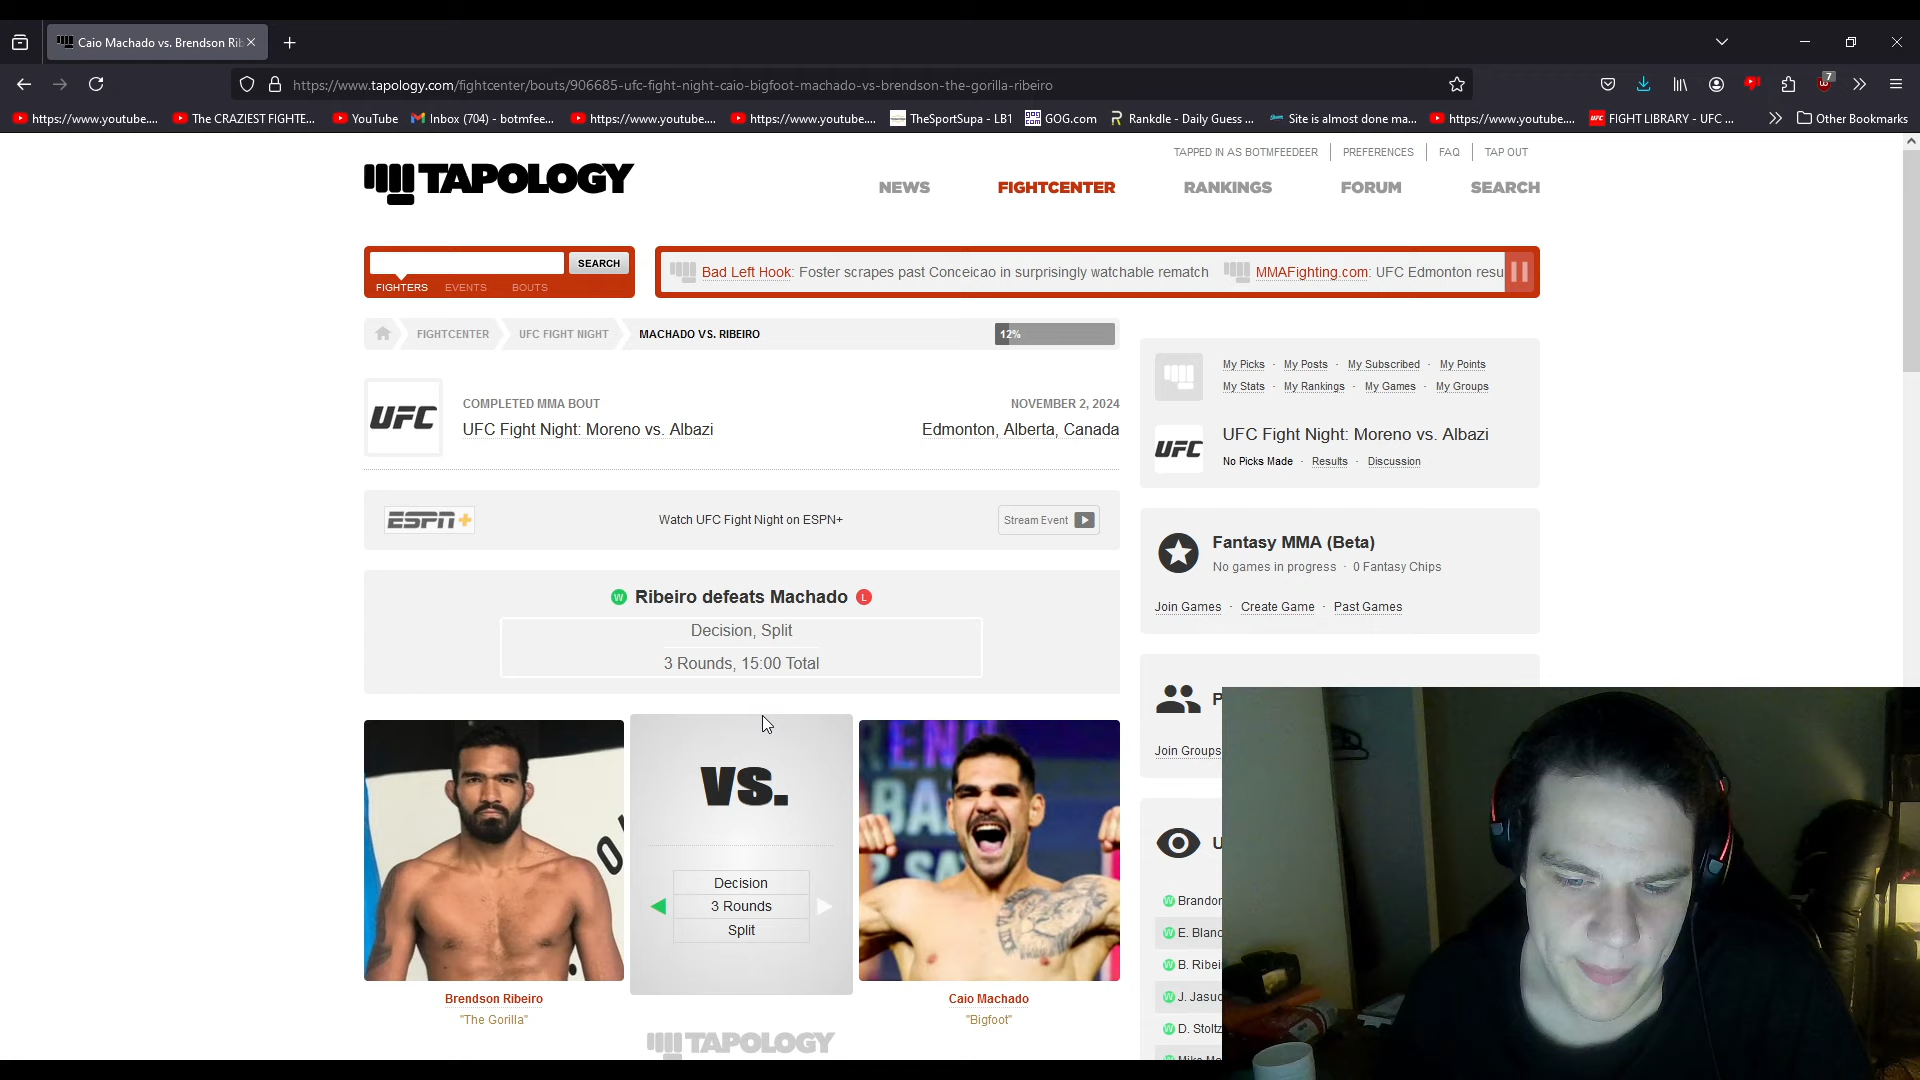 Caio Machado vs. Brendson Rib
https://www.tapology.com/fightcenter/bouts/906685-ufc-fight-night-caio-bigfoot-machado-vs-brendson-the-gorilla-ribeiro
7
https://www.youtube....
The CRAZIEST FIGHTE...
YouTube
Inbox (704) - botmfee...
https://www.youtube....
https://www.youtube....
TheSportSupa - LB1
GOG.com
Rankdle - Daily Guess ...
Site is almost done ma...
https://www.youtube....
FIGHT LIBRARY - UFC ...
Other Bookmarks
TAPPED IN AS BOTMFEEDEER
PREFERENCES
FAQ
TAP OUT
TAPOLOGY
NEWS
FIGHTCENTER
RANKINGS
FORUM
SEARCH
SEARCH
FIGHTERS
EVENTS
BOUTS
Bad Left Hook: Foster scrapes past Conceicao in surprisingly watchable rematch
MMAFighting.com: UFC Edmonton resu
FIGHTCENTER
UFC FIGHT NIGHT
MACHADO VS. RIBEIRO
12%
My Picks · My Posts · My Subscribed · My Points
My Stats · My Rankings · My Games · My Groups
UFC
COMPLETED MMA BOUT
NOVEMBER 2, 2024
UFC Fight Night: Moreno vs. Albazi
Edmonton, Alberta, Canada
UFC
UFC Fight Night: Moreno vs. Albazi
No Picks Made · Results · Discussion
ESPN+
Watch UFC Fight Night on ESPN+
Stream Event
Fantasy MMA (Beta)
No games in progress · 0 Fantasy Chips
Join Games · Create Game · Past Games
W Ribeiro defeats Machado L
Decision, Split
3 Rounds, 15:00 Total
P
Join Groups
VS.
Decision
3 Rounds
Split
U
W Brandon
W E. Blanc
W B. Ribei
W J. Jasud
W D. Stoltz
Brendson Ribeiro
"The Gorilla"
Caio Machado
"Bigfoot"
TAPOLOGY